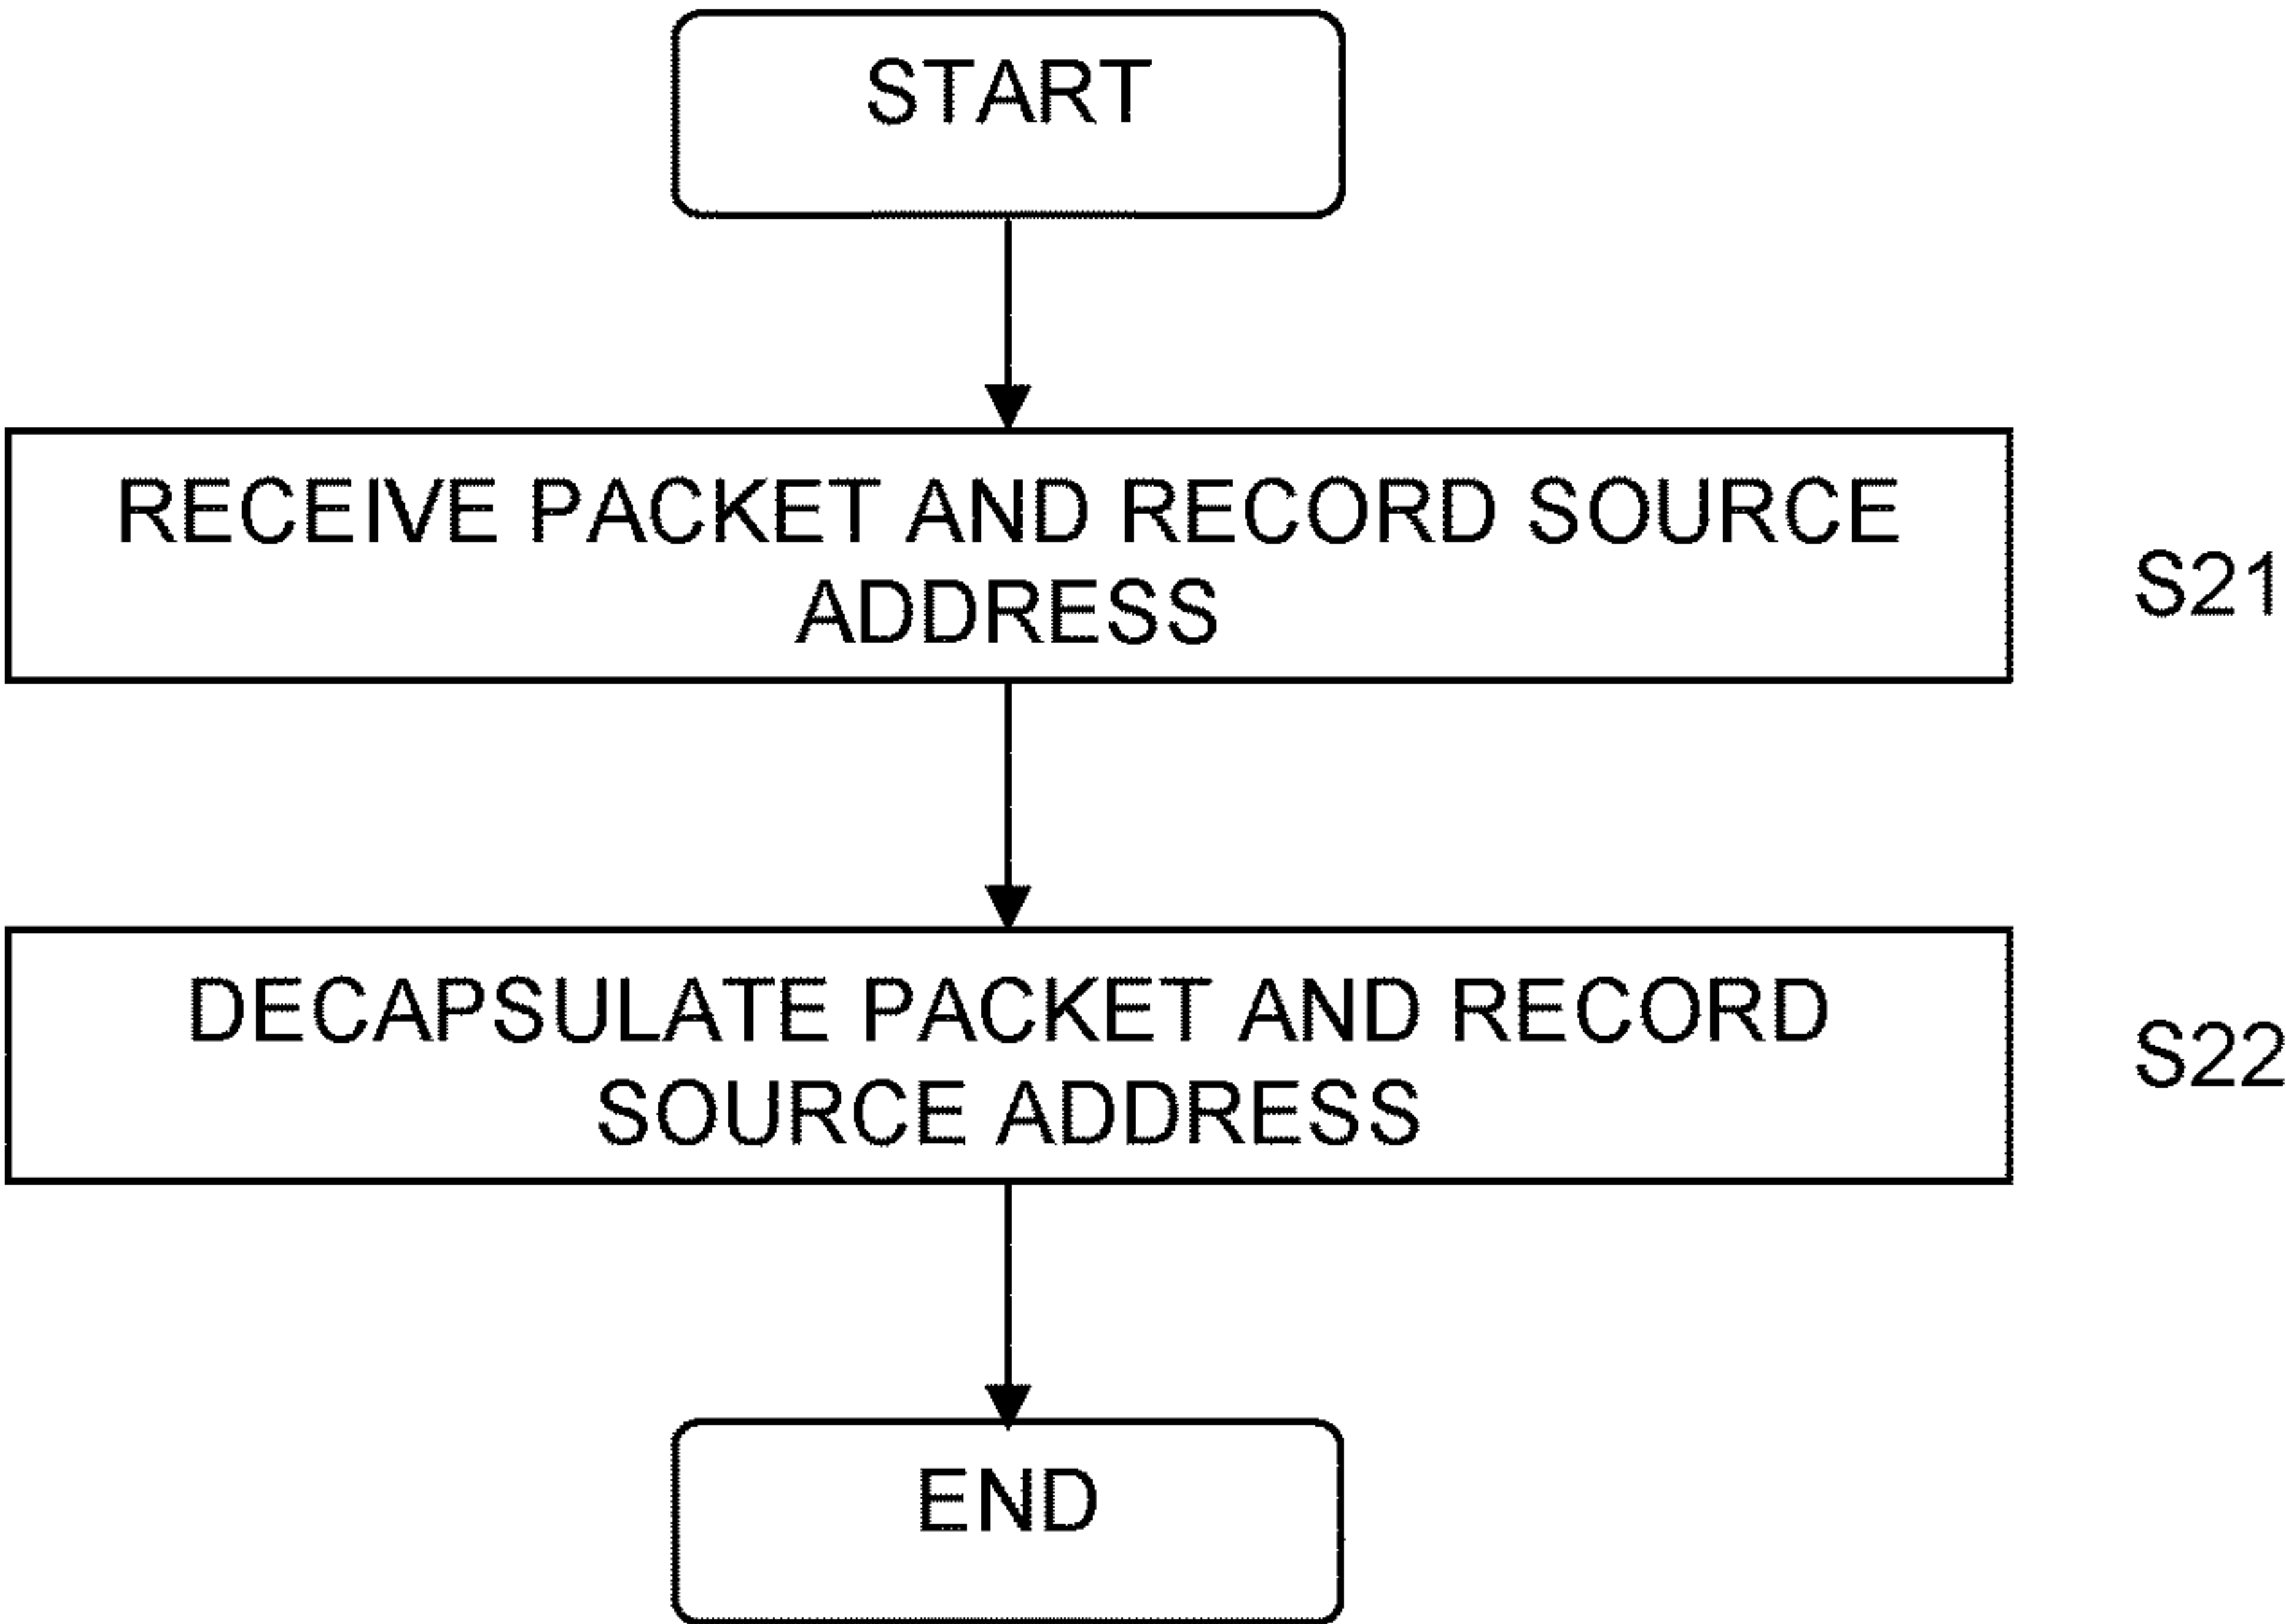 START
RECEIVE PACKET AND RECORD SOURCE
ADDRESS
S21
DECAPSULATE PACKET AND RECORD
SOURCE ADDRESS
S22
END